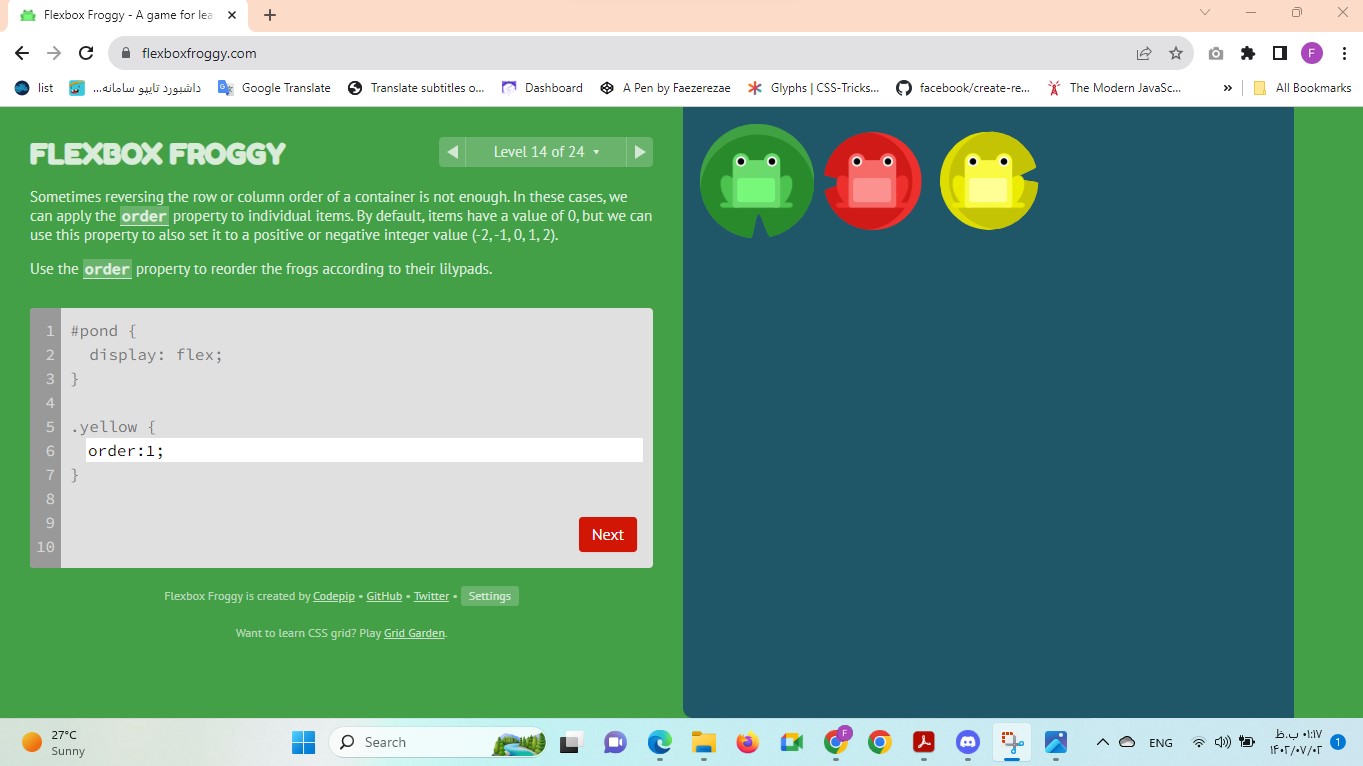 Flexbox Froggy - A game for lea
flexboxfroggy.com
F
list
داشبورد تاپیو سامانه...
Google Translate
Translate subtitles o...
Dashboard
A Pen by Faezerezae
Glyphs | CSS-Tricks...
facebook/create-re...
The Modern JavaSc...
»
All Bookmarks
FLEXBOX FROGGY
Level 14 of 24
Sometimes reversing the row or column order of a container is not enough. In these cases, we
can apply the order property to individual items. By default, items have a value of 0, but we can
use this property to also set it to a positive or negative integer value (-2, -1, 0, 1, 2).
Use the order property to reorder the frogs according to their lilypads.
1 #pond {
2 display: flex;
3 }
4
5 .yellow {
6 order:1;
7 }
8
9
10
Next
Flexbox Froggy is created by Codepip • GitHub • Twitter • Settings
Want to learn CSS grid? Play Grid Garden.
27°C
Sunny
Search
F
ENG
۰۱:۱۷ ب.ظ
۱۴۰۲/۰۷/۰۲
1